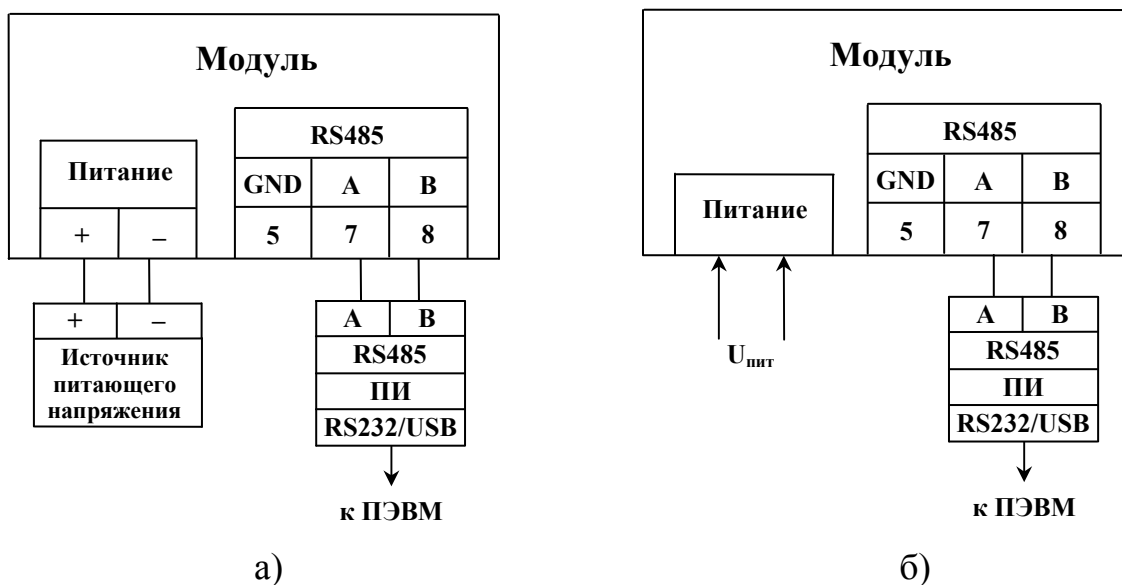 Модуль
RS485
Питание
GND A B
+ – 5 7 8
+ – A B
Источник
питающего
напряжения
RS485
ПИ
RS232/USB
к ПЭВМ
а)
Модуль
RS485
Питание
GND A B
5 7 8
Uпит
A B
RS485
ПИ
RS232/USB
к ПЭВМ
б)